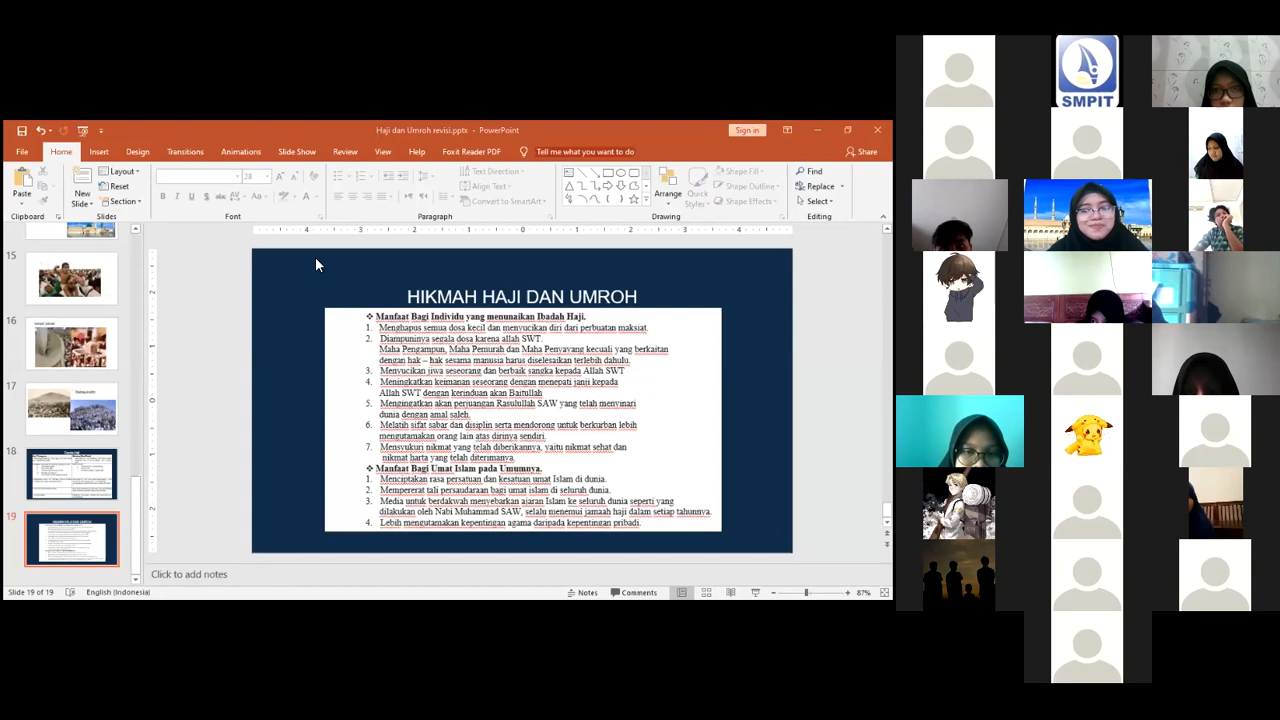 Haji dan Umroh revisi.pptx - PowerPoint
Sign in
File Home Insert Design Transitions Animations Slide Show Review View Help Foxit Reader PDF Tell me what you want to do Share
Paste
Clipboard
New Slide
Layout
Reset
Section
Slides
28
Font
Text Direction
Align Text
Convert to SmartArt
Paragraph
Arrange
Quick Styles
Shape Fill
Shape Outline
Shape Effects
Drawing
Find
Replace
Select
Editing
15
16
17
18
19
HIKMAH HAJI DAN UMROH
❖ Manfaat Bagi Individu yang menunaikan Ibadah Haji.
1. Menghapus semua dosa kecil dan menyucikan diri dari perbuatan maksiat.
2. Diampuninya segala dosa karena allah SWT.
Maha Pengampun, Maha Pemurah dan Maha Penyayang kecuali yang berkaitan
dengan hak – hak sesama manusia harus diselesaikan terlebih dahulu.
3. Menyucikan jiwa seseorang dan berbaik sangka kepada Allah SWT
4. Meningkatkan keimanan seseorang dengan menepati janji kepada
Allah SWT dengan kerinduan akan Baitullah
5. Mengingatkan akan perjuangan Rasulullah SAW yang telah menyinari
dunia dengan amal saleh.
6. Melatih sifat sabar dan disiplin serta mendorong untuk berkurban lebih
mengutamakan orang lain atas dirinya sendiri.
7. Mensyukuri nikmat yang telah diberikannya, yaitu nikmat sehat dan
nikmat harta yang telah diterimanya.
❖ Manfaat Bagi Umat Islam pada Umumnya.
1. Menciptakan rasa persatuan dan kesatuan umat Islam di dunia.
2. Mempererat tali persaudaraan bagi umat islam di seluruh dunia.
3. Media untuk berdakwah menyebarkan ajaran Islam ke seluruh dunia seperti yang
dilakukan oleh Nabi Muhammad SAW, selalu menemui jamaah haji dalam setiap tahunnya.
4. Lebih mengutamakan kepentingan agama daripada kepentingan pribadi.
Click to add notes
Slide 19 of 19 English (Indonesia) Notes Comments 87%
SMPIT